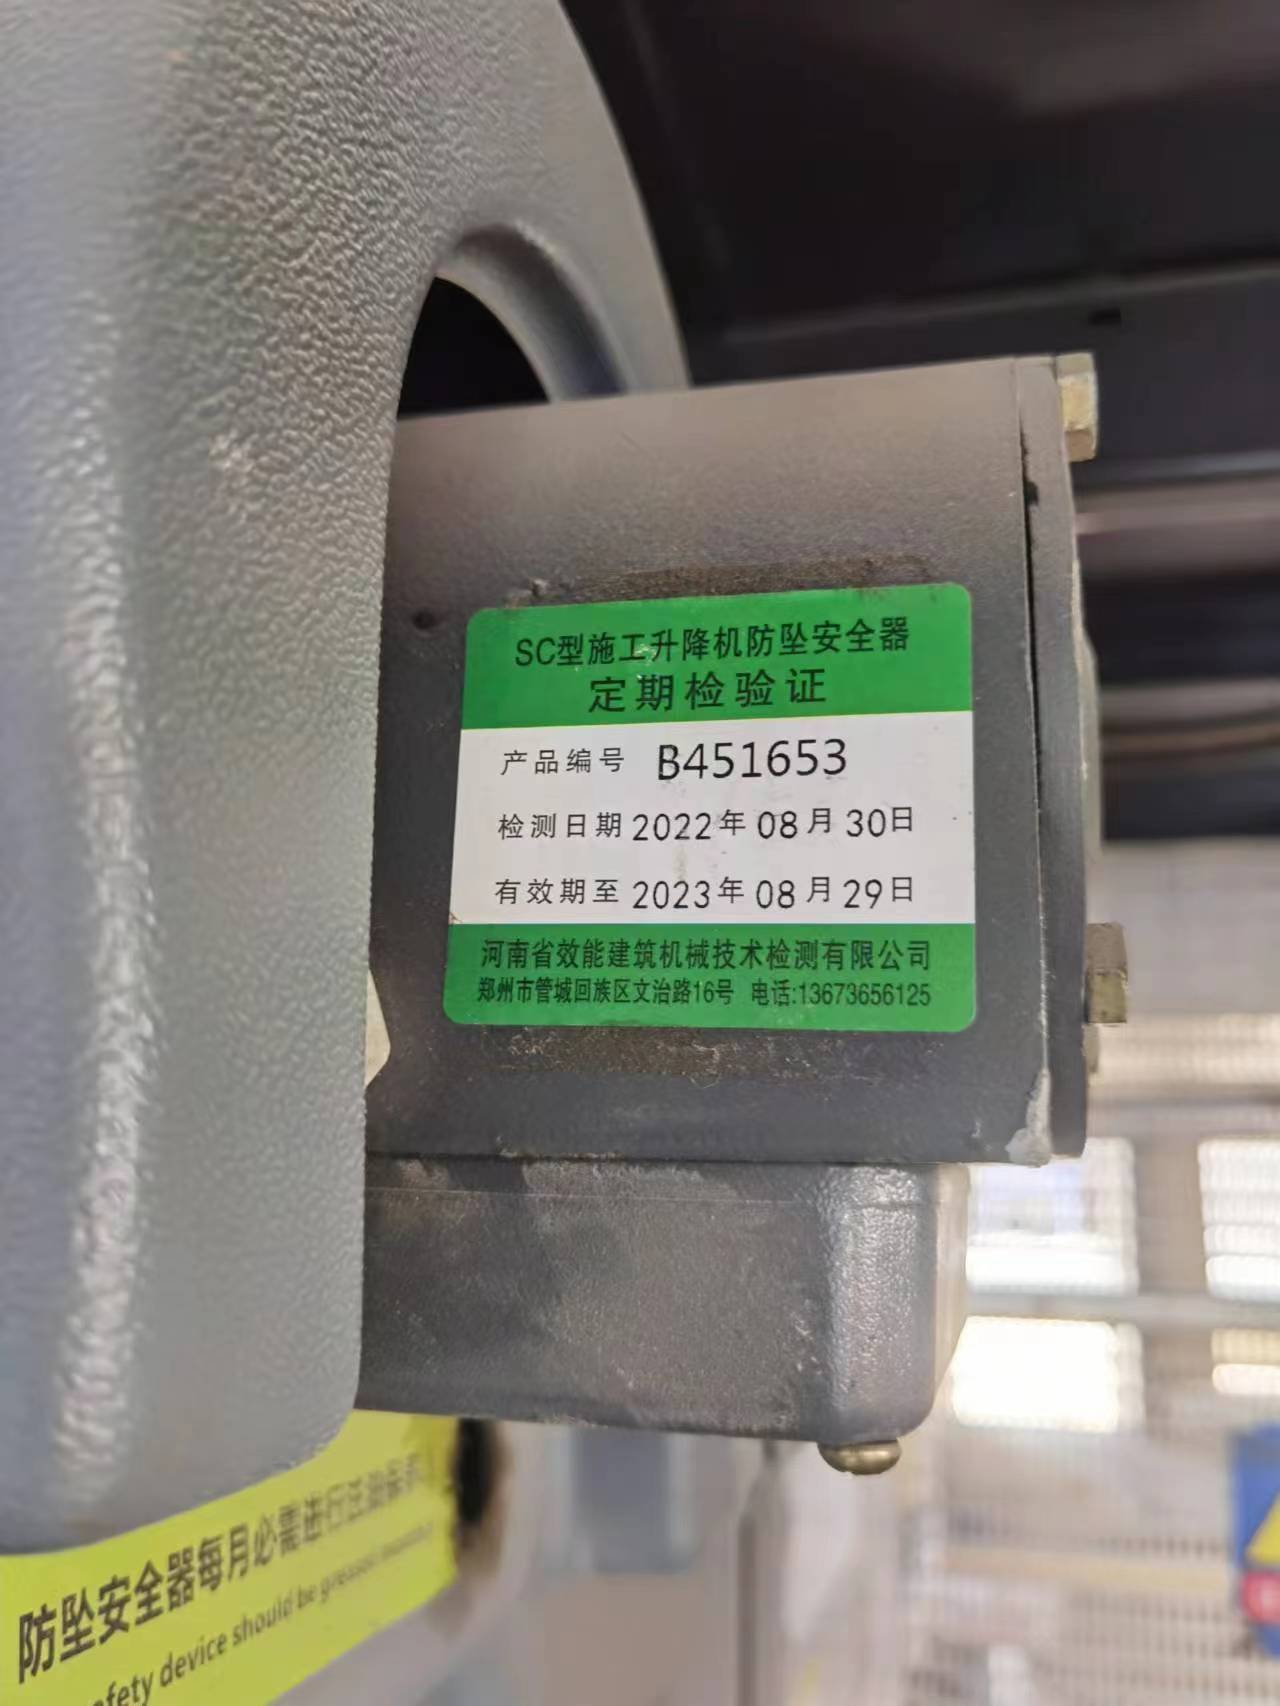 SC型施工升降机防坠安全器
定期检验证
产品编号 B451653
检测日期 2022年 08月 30日
有效期至 2023年 08月 29日
河南省效能建筑机械技术检测有限公司
郑州市管城回族区文治路16号 电话:13673656125
防坠安全器每月必需进行注油保养
afety device should be greased